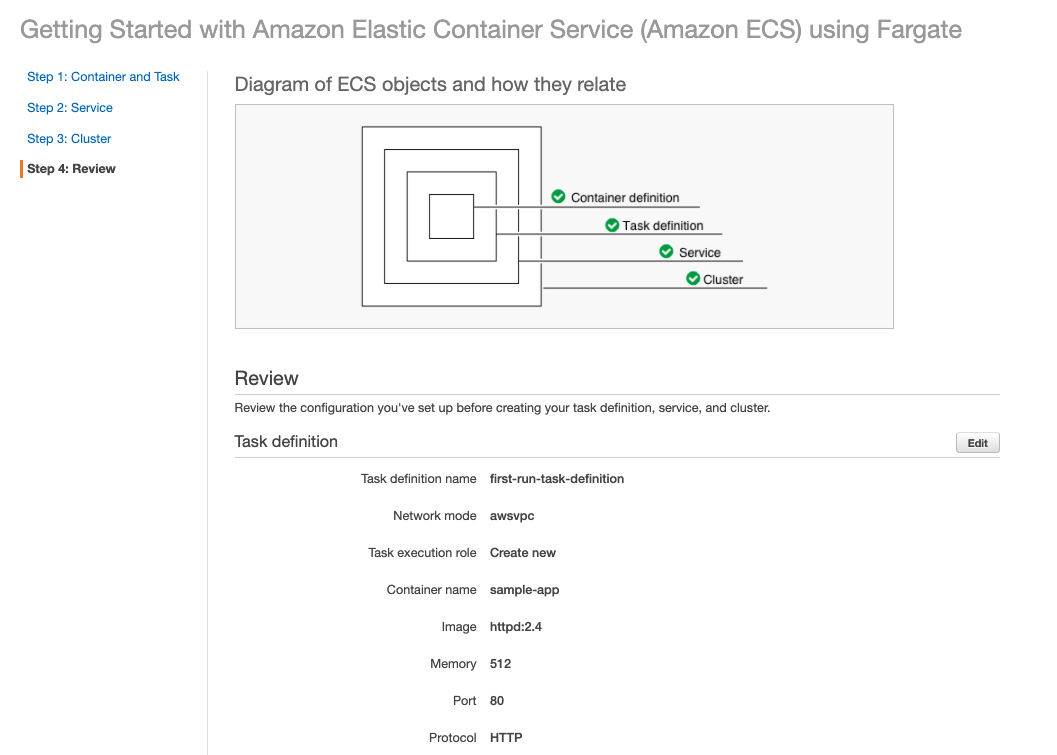 Getting Started with Amazon Elastic Container Service (Amazon ECS) using Fargate
Step 1: Container and Task
Step 2: Service
Step 3: Cluster
Step 4: Review
Diagram of ECS objects and how they relate
Container definition
Task definition
Service
Cluster
Review
Review the configuration you've set up before creating your task definition, service, and cluster.
Task definition
Edit
Task definition name first-run-task-definition
Network mode awsvpc
Task execution role Create new
Container name sample-app
Image httpd:2.4
Memory 512
Port 80
Protocol HTTP